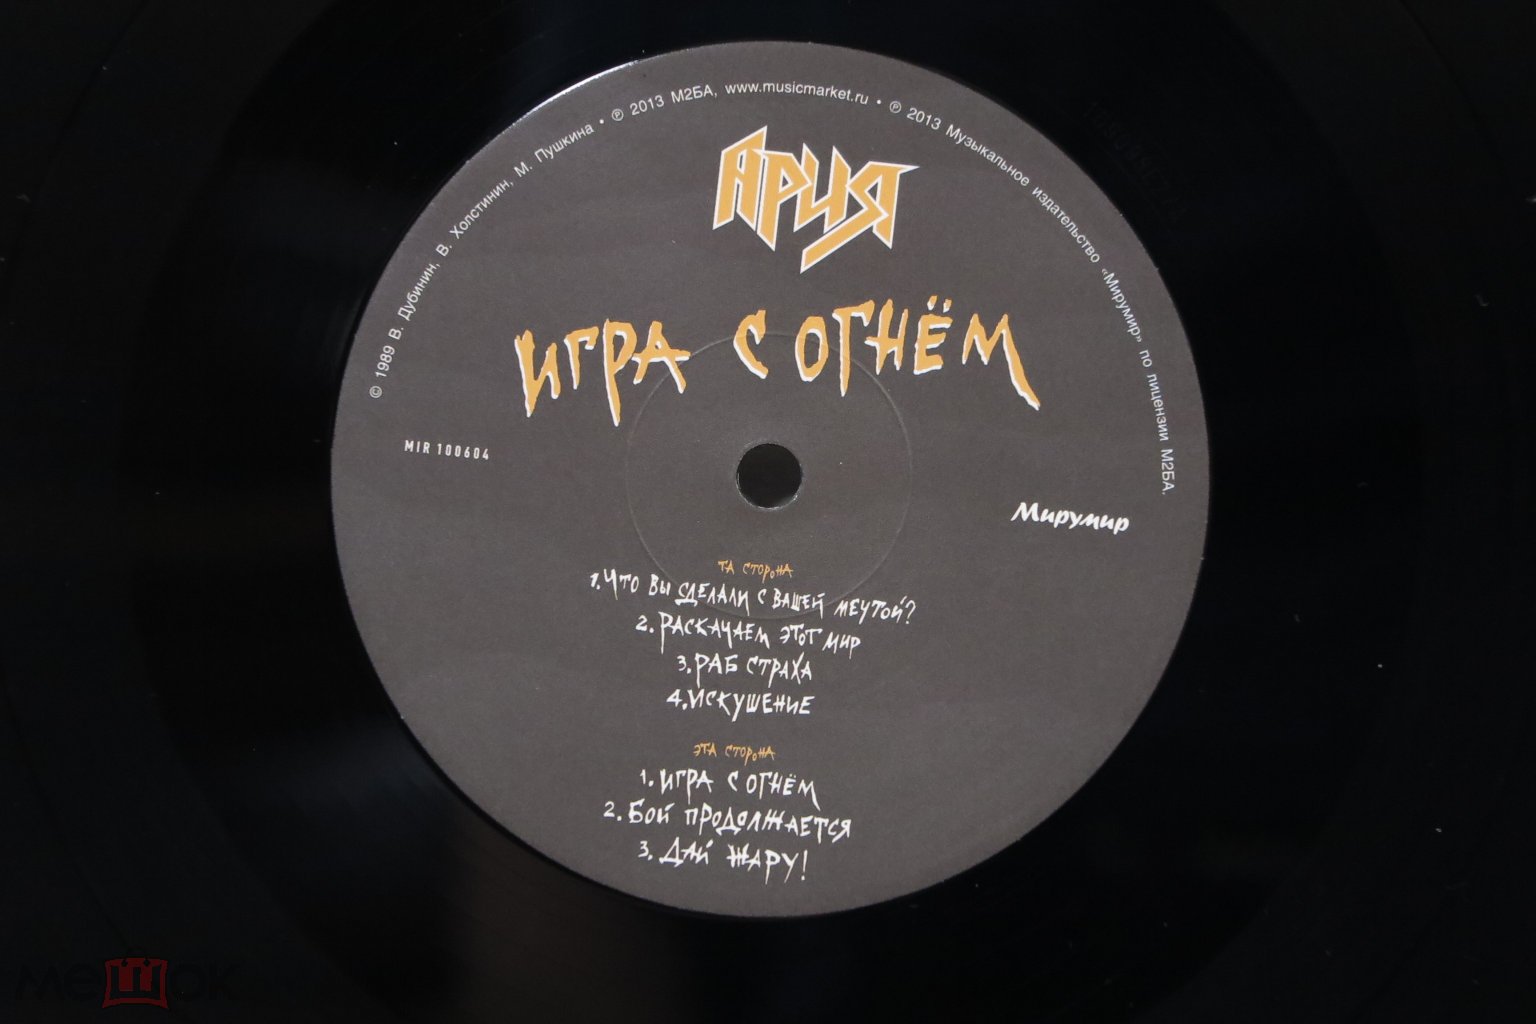 © 1989 В. Дубинин, В. Холстинин, М. Пушкина • ℗ 2013 М2БА, www.musicmarket.ru • ℗ 2013 Музыкальное издательство «Мирумир» по лицензии М2БА.
АРИЯ
ИГРА С ОГНЁМ
MIR 100604
Мирумир
ТА СТОРОНА
1. ЧТО ВЫ СДЕЛАЛИ С ВАШЕЙ МЕЧТОЙ?
2. РАСКАЧАЕМ ЭТОТ МИР
3. РАБ СТРАХА
4. ИСКУШЕНИЕ
ЭТА СТОРОНА
1. ИГРА С ОГНЁМ
2. БОЙ ПРОДОЛЖАЕТСЯ
3. ДАЙ ЖАРУ!
мешок